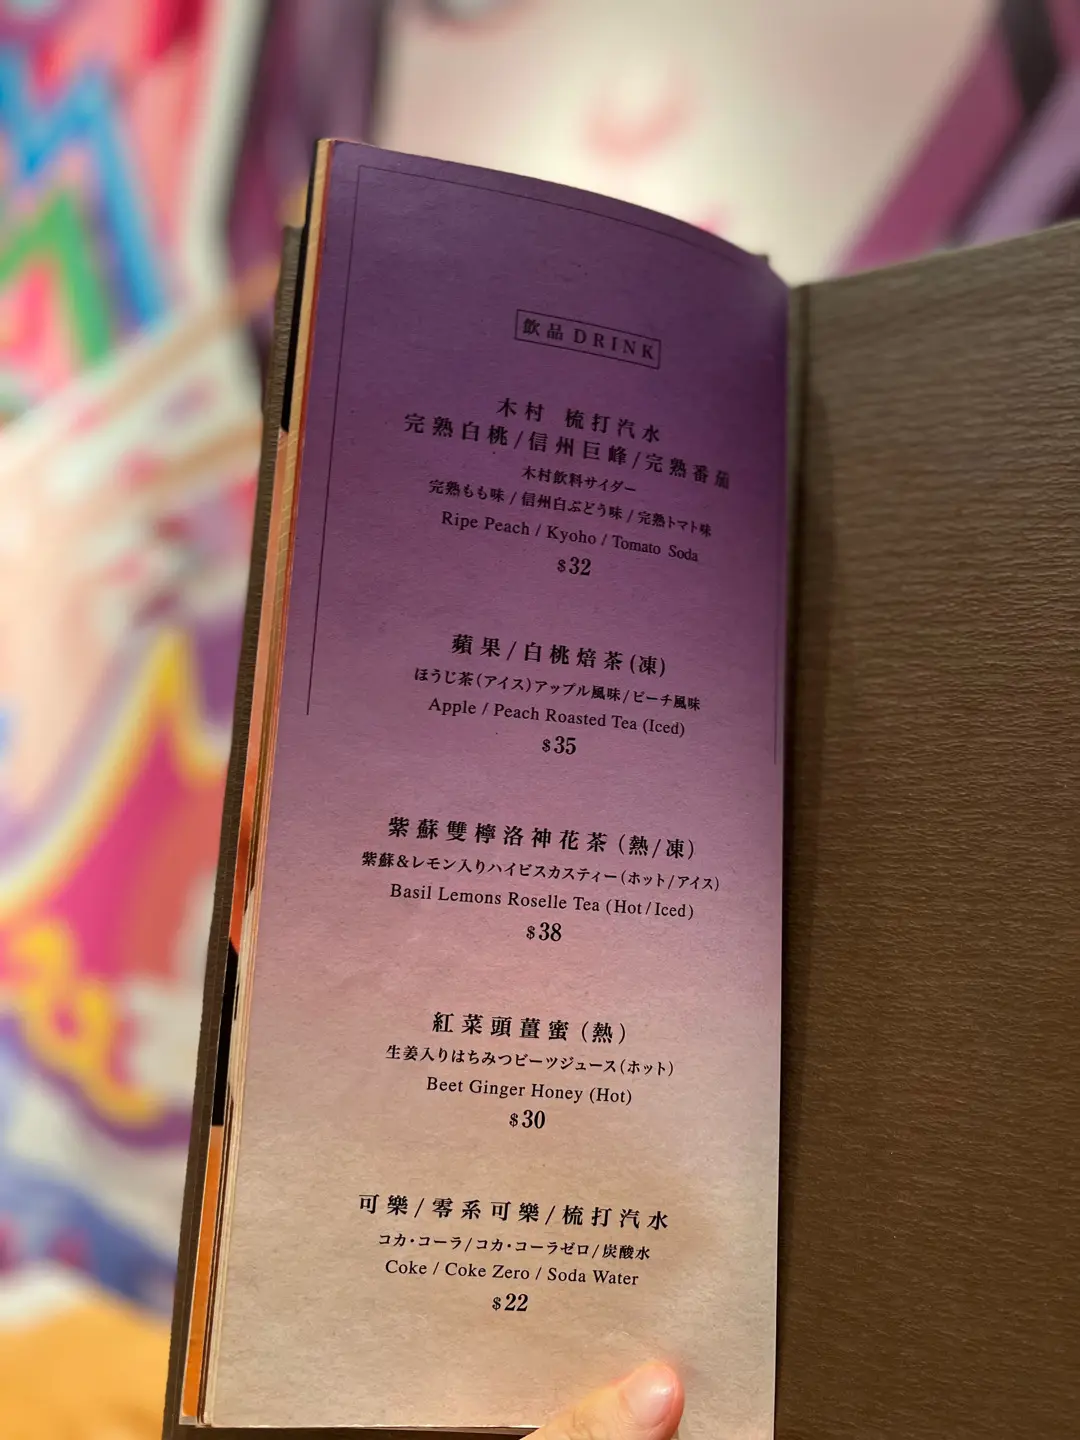 飲品 DRINK
木村 梳打汽水
完熟白桃/信州巨峰/完熟番茄
木村飲料サイダー
完熟もも味/信州白ぶどう味/完熟トマト味
Ripe Peach / Kyoho / Tomato Soda
$32
蘋果/白桃焙茶(凍)
ほうじ茶(アイス)アップル風味/ピーチ風味
Apple / Peach Roasted Tea (Iced)
$35
紫蘇雙檸洛神花茶(熱/凍)
紫蘇&レモン入りハイビスカスティー(ホット/アイス)
Basil Lemons Roselle Tea (Hot/Iced)
$38
紅菜頭薑蜜(熱)
生姜入りはちみつビーツジュース(ホット)
Beet Ginger Honey (Hot)
$30
可樂/零系可樂/梳打汽水
コカ・コーラ/コカ・コーラゼロ/炭酸水
Coke / Coke Zero / Soda Water
$22